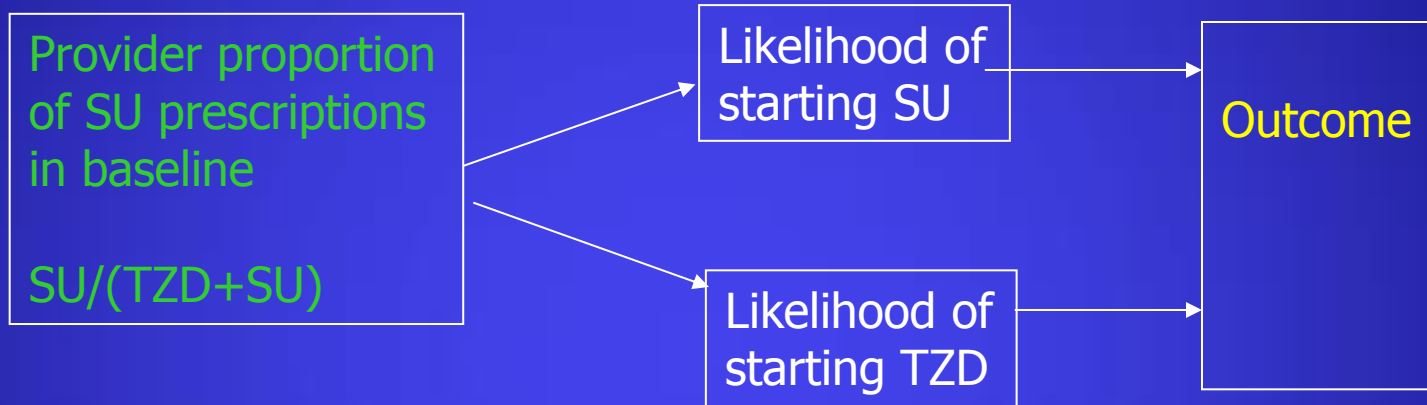 Provider proportion
of SU prescriptions
in baseline
SU/(TZD+SU)
Likelihood of
starting SU
Likelihood of
starting TZD
Outcome